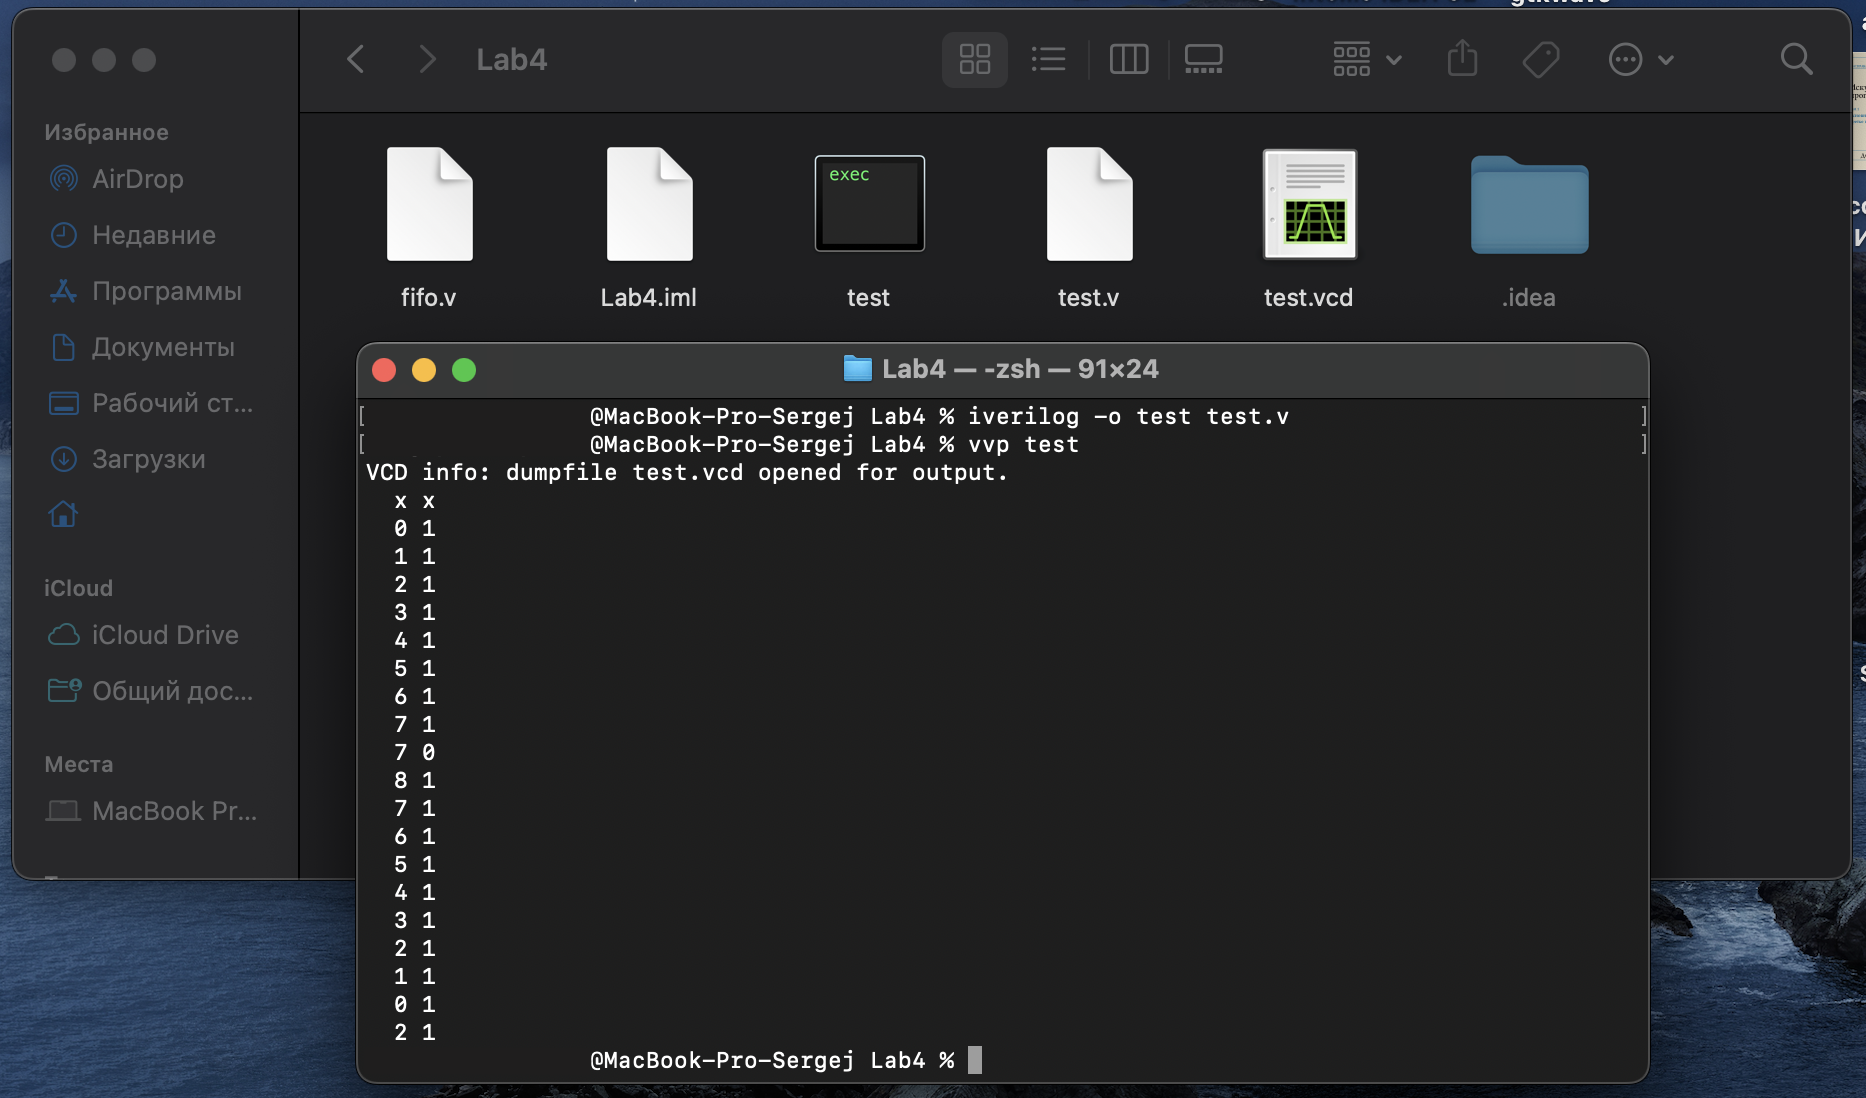 Lab4
Избранное
AirDrop
Недавние
Программы
Документы
Рабочий ст...
Загрузки
iCloud
iCloud Drive
Общий дос...
Места
MacBook Pr...
exec
fifo.v
Lab4.iml
test
test.v
test.vcd
.idea
Lab4 — -zsh — 91×24
[ @MacBook-Pro-Sergej Lab4 % iverilog -o test test.v ]
[ @MacBook-Pro-Sergej Lab4 % vvp test ]
VCD info: dumpfile test.vcd opened for output.
x x
0 1
1 1
2 1
3 1
4 1
5 1
6 1
7 1
7 0
8 1
7 1
6 1
5 1
4 1
3 1
2 1
1 1
0 1
2 1
@MacBook-Pro-Sergej Lab4 %